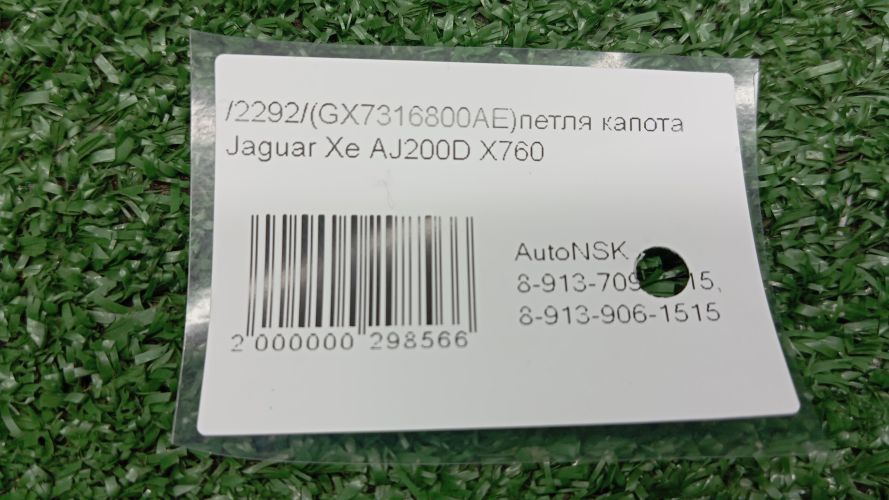 /2292/(GX7316800AE)петля капота
Jaguar Xe AJ200D X760
AutoNSK
8-913-906-1515
2 000000 298566